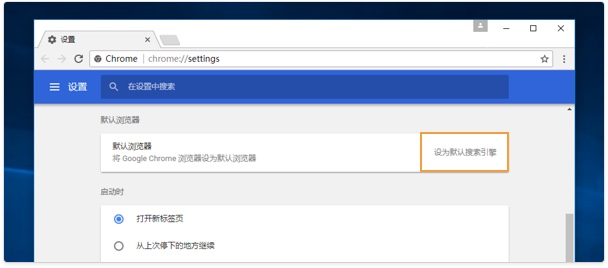 设置
Chrome | chrome://settings
设置
在设置中搜索
默认浏览器
默认浏览器
将 Google Chrome 浏览器设为默认浏览器
设为默认搜索引擎
启动时
打开新标签页
从上次停下的地方继续